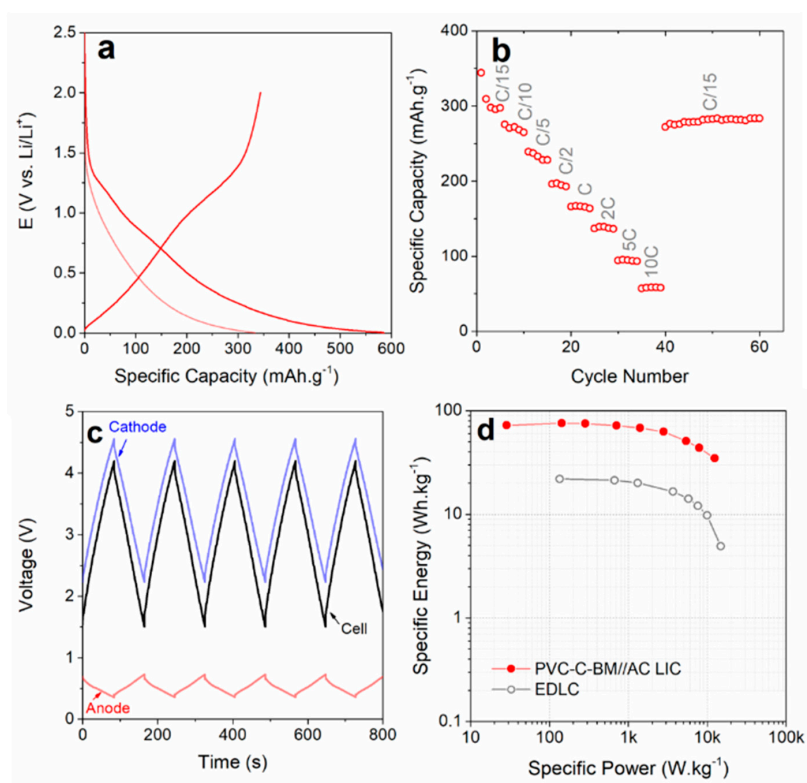 a
2.5
2.0
1.5
1.0
0.5
0.0
E (V vs. Li/Li⁺)
0 100 200 300 400 500 600
Specific Capacity (mAh.g⁻¹)
b
400
300
200
100
0
Specific Capacity (mAh.g⁻¹)
C/15
C/10
C/5
C/2
C
2C
5C
10C
C/15
0 20 40 60
Cycle Number
c
5
4
3
2
1
0
Voltage (V)
Cathode
Cell
Anode
0 200 400 600 800
Time (s)
d
100
10
1
0.1
Specific Energy (Wh.kg⁻¹)
PVC-C-BM//AC LIC
EDLC
10 100 1k 10k 100k
Specific Power (W.kg⁻¹)